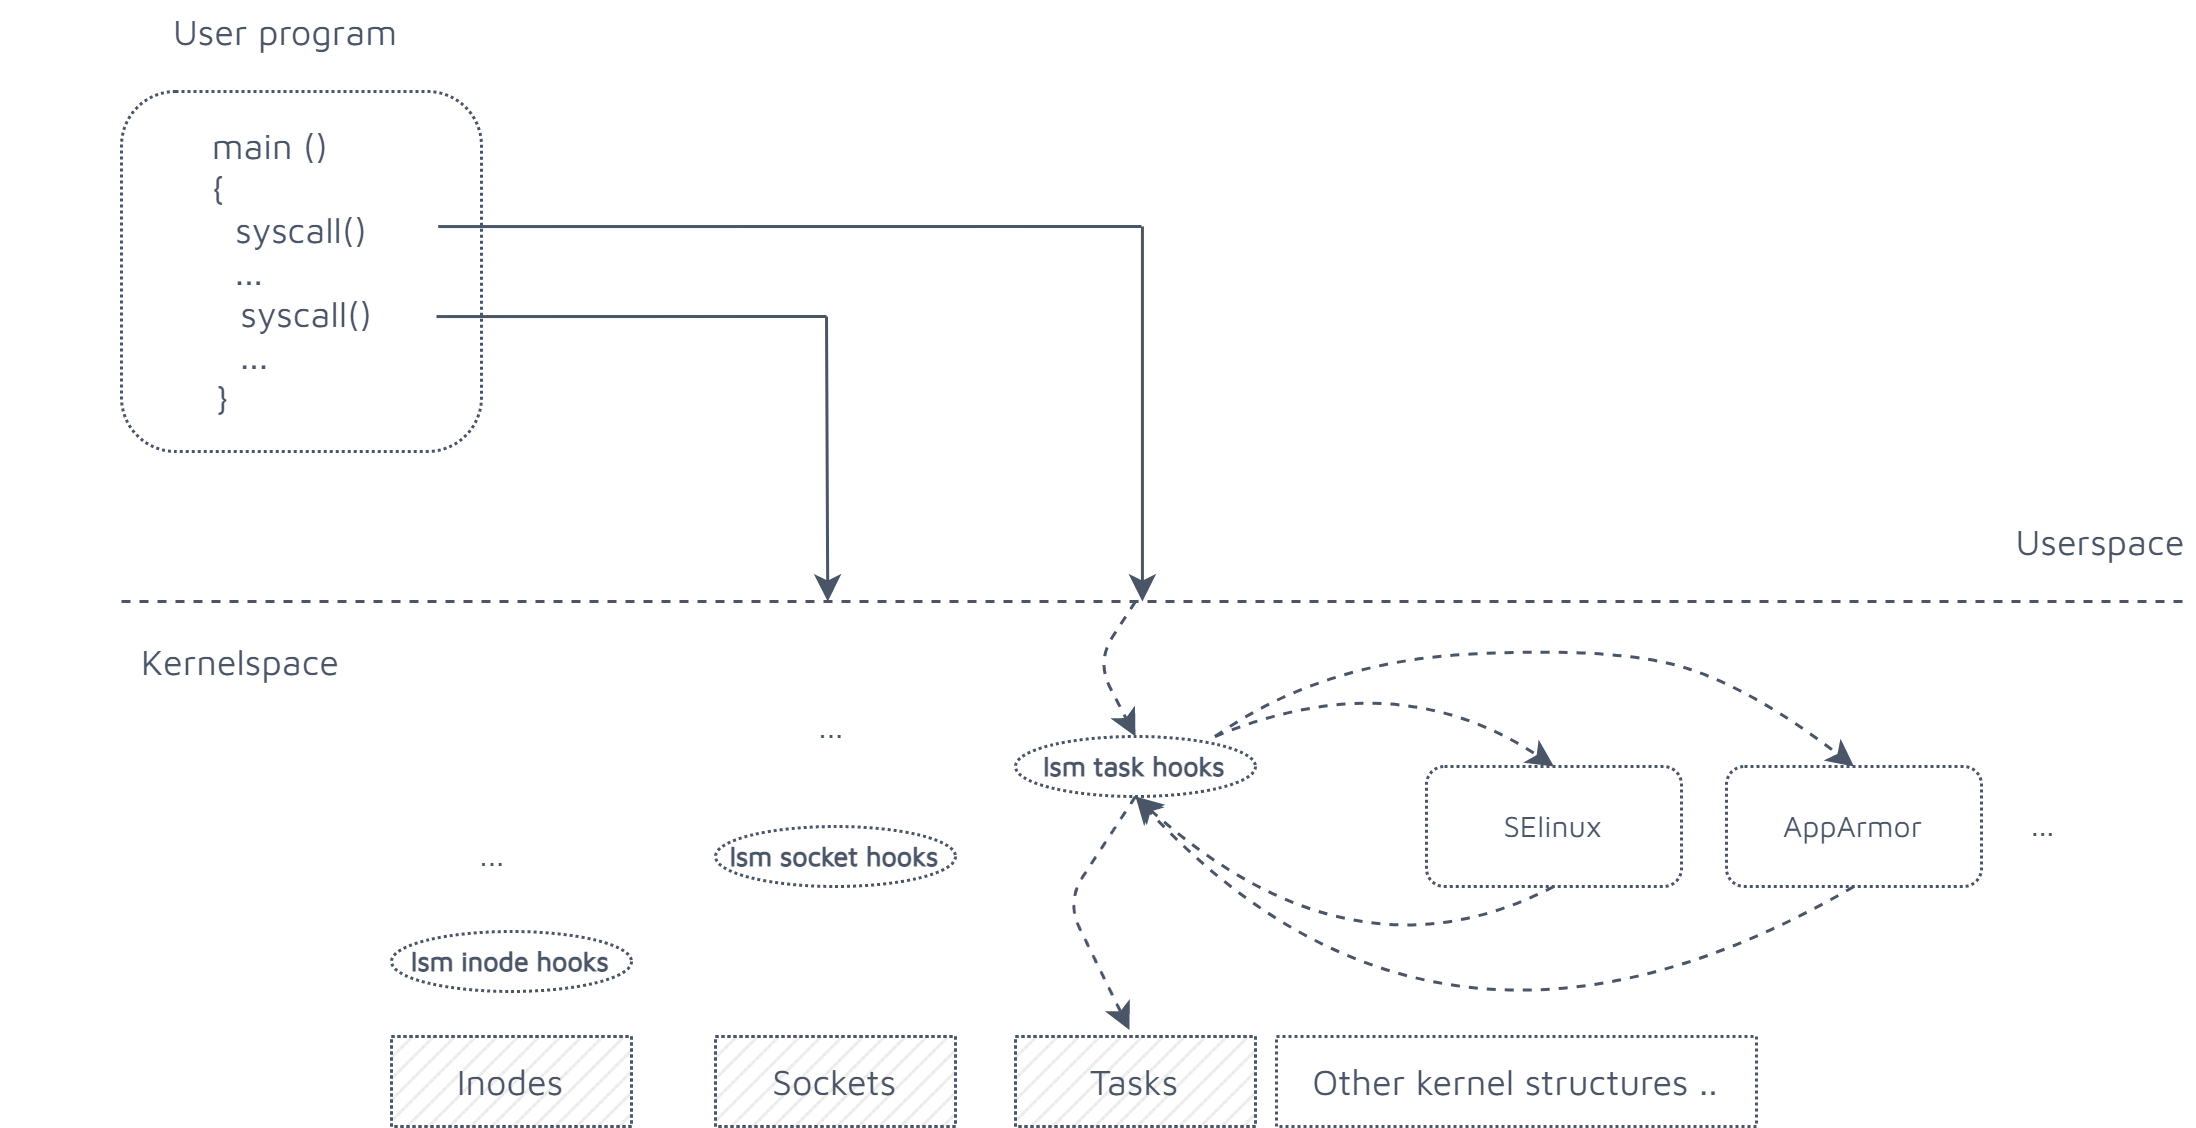 User program
main ()
{
syscall()
...
syscall()
...
}
Userspace
Kernelspace
...
lsm task hooks
SElinux
AppArmor
...
lsm socket hooks
...
lsm inode hooks
Inodes
Sockets
Tasks
Other kernel structures ..